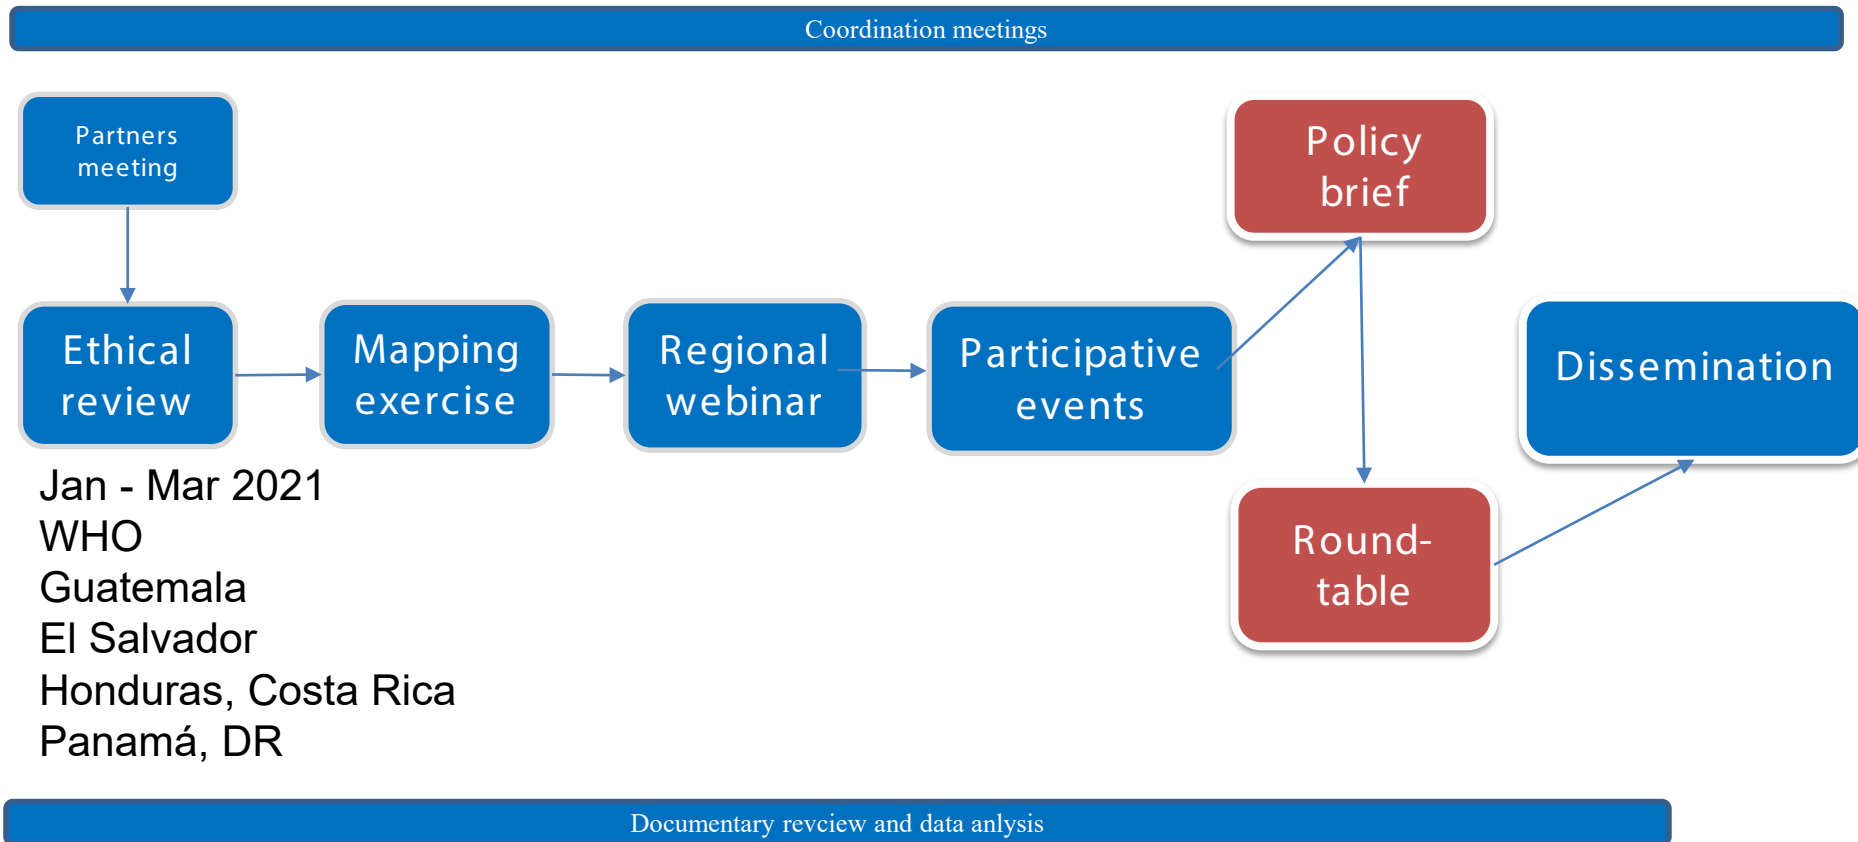 Coordination meetings
Partners
meeting
Policy
brief
Ethical
review
Mapping
exercise
Regional
webinar
Participative
events
Dissemination
Round-
table
Jan - Mar 2021
WHO
Guatemala
El Salvador
Honduras, Costa Rica
Panamá, DR
Documentary revciew and data anlysis